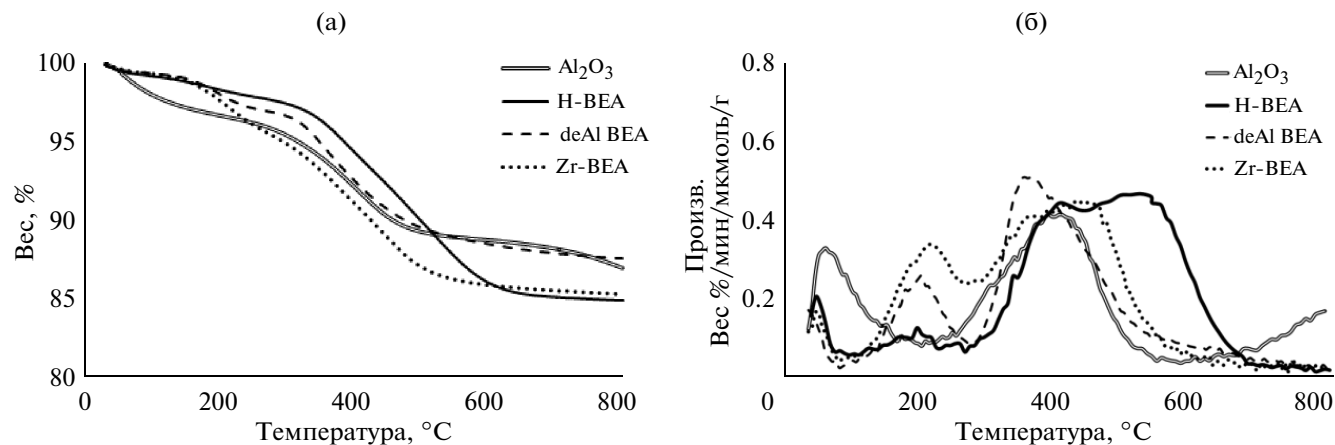 (а)
100
95
90
85
80
Вес, %
0
200
400
600
800
Температура, °C
Al₂O₃
H-BEA
deAl BEA
Zr-BEA
(б)
0.8
0.6
0.4
0.2
0
Произв.
Вес %/мин/мкмоль/г
200
400
600
800
Температура, °C
Al₂O₃
H-BEA
deAl BEA
Zr-BEA